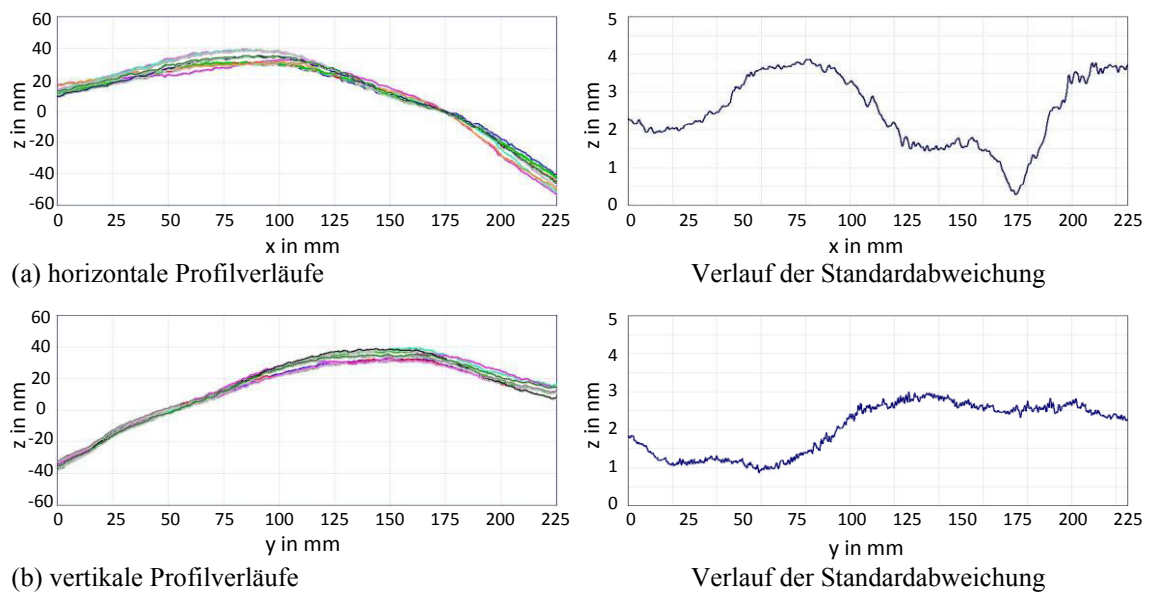 60
40
20
0
-20
-40
-60
z in nm
0 25 50 75 100 125 150 175 200 225
x in mm
5
4
3
2
1
0
z in nm
0 25 50 75 100 125 150 175 200 225
x in mm
(a) horizontale Profilverläufe Verlauf der Standardabweichung
60
40
20
0
-20
-40
-60
z in nm
0 25 50 75 100 125 150 175 200 225
y in mm
5
4
3
2
1
0
z in nm
0 25 50 75 100 125 150 175 200 225
y in mm
(b) vertikale Profilverläufe Verlauf der Standardabweichung